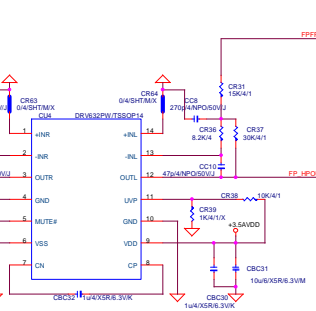 FPF
CR31
15K/4/1
CR63
0/4/SHT/M/X
CR64
0/4/SHT/M/X
CC8
270p/4/NPO/50V/J
V/J
CU4
DRV632PW/TSSOP14
1
+INR
+INL
14
CR36
8.2K/4
CR37
30K/4/1
2
-INR
-INL
13
CC10
47p/4/NPO/50V/J
0V/J
3
OUTR
OUTL
12
FP_HPO
4
GND
UVP
11
CR38
10K/4/1
CR39
1K/4/1/X
5
MUTE#
GND
10
+3.5AVDD
6
VSS
VDD
9
7
CN
CP
8
CBC31
10u/6/X5R/6.3V/M
CBC32
1u/4/X5R/6.3V/K
CBC30
1u/4/X5R/6.3V/K